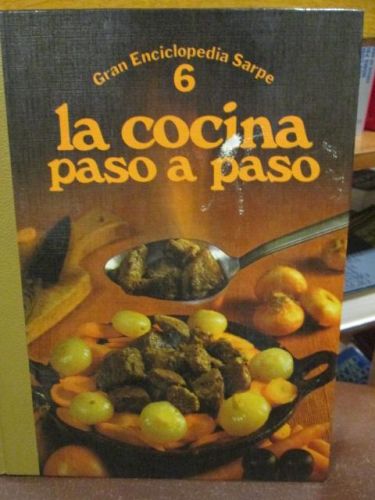 Gran Enciclopedia Sarpe
6
la cocina
paso a paso